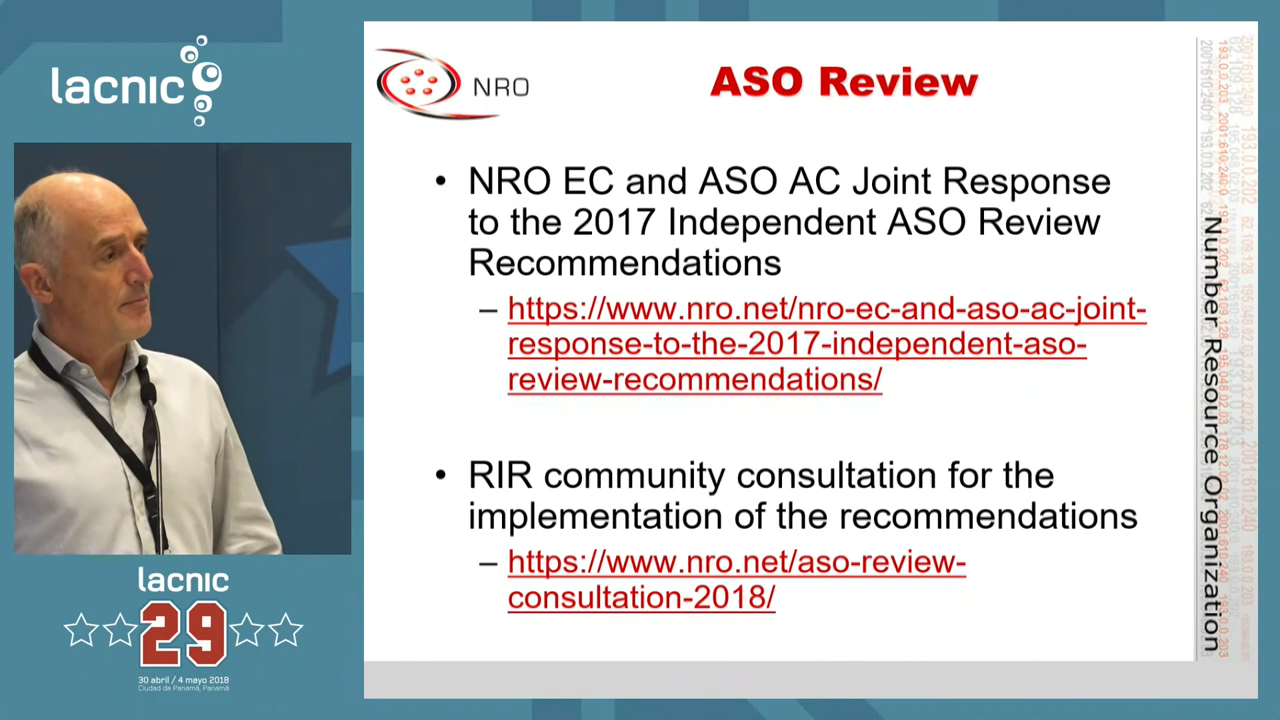 lacnic
NRO
ASO Review
• NRO EC and ASO AC Joint Response
to the 2017 Independent ASO Review
Recommendations
– https://www.nro.net/nro-ec-and-aso-ac-joint-
response-to-the-2017-independent-aso-
review-recommendations/
• RIR community consultation for the
implementation of the recommendations
– https://www.nro.net/aso-review-
consultation-2018/
Number Resource Organization
lacnic
29
30 abril / 4 mayo 2018
Ciudad de Panamá, Panamá